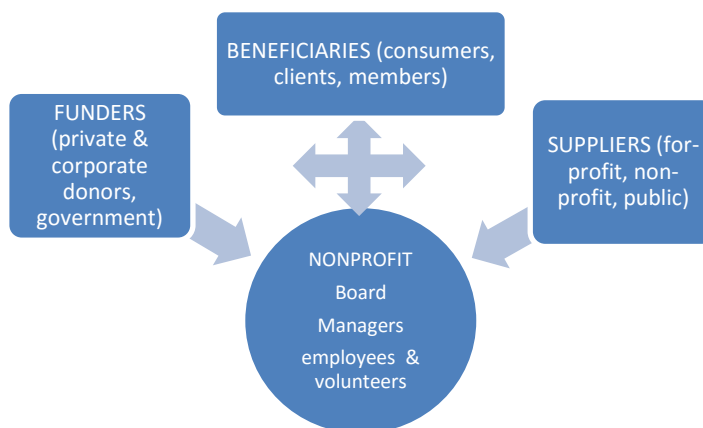 BENEFICIARIES (consumers,
clients, members)
FUNDERS
(private &
corporate
donors,
government)
SUPPLIERS (for-
profit, non-
profit, public)
NONPROFIT
Board
Managers
employees &
volunteers